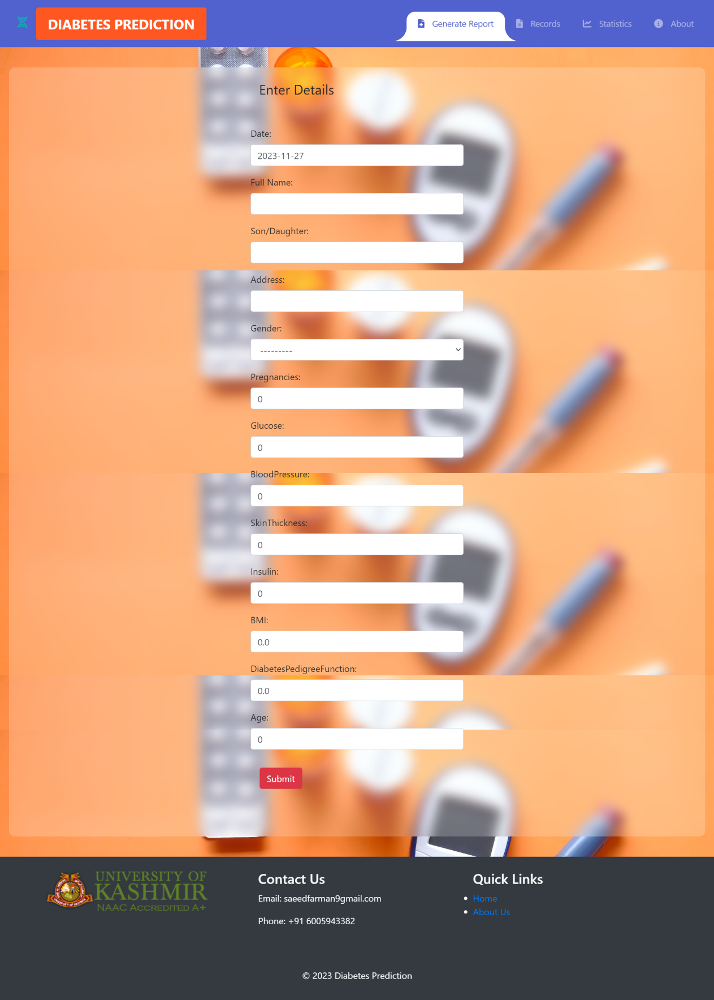 DIABETES PREDICTION
Generate Report
Records
Statistics
About
Enter Details
Date:
2023-11-27
Full Name:
Son/Daughter:
Address:
Gender:
---------
Pregnancies:
0
Glucose:
0
BloodPressure:
0
SkinThickness:
0
Insulin:
0
BMI:
0.0
DiabetesPedigreeFunction:
0.0
Age:
0
Submit
UNIVERSITY OF
KASHMIR
NAAC ACCREDITED A+
Contact Us
Email: saeedfarman9gmail.com
Phone: +91 6005943382
Quick Links
Home
About Us
© 2023 Diabetes Prediction